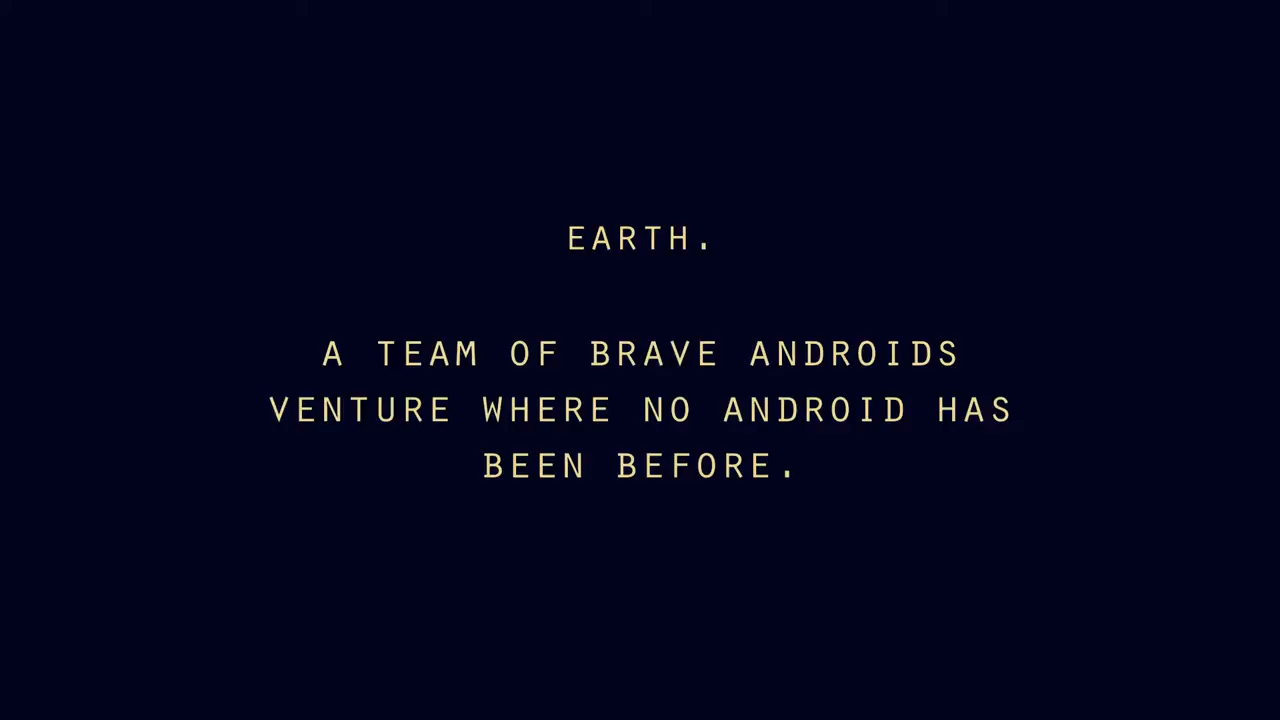 EARTH.
A TEAM OF BRAVE ANDROIDS
VENTURE WHERE NO ANDROID HAS
BEEN BEFORE.